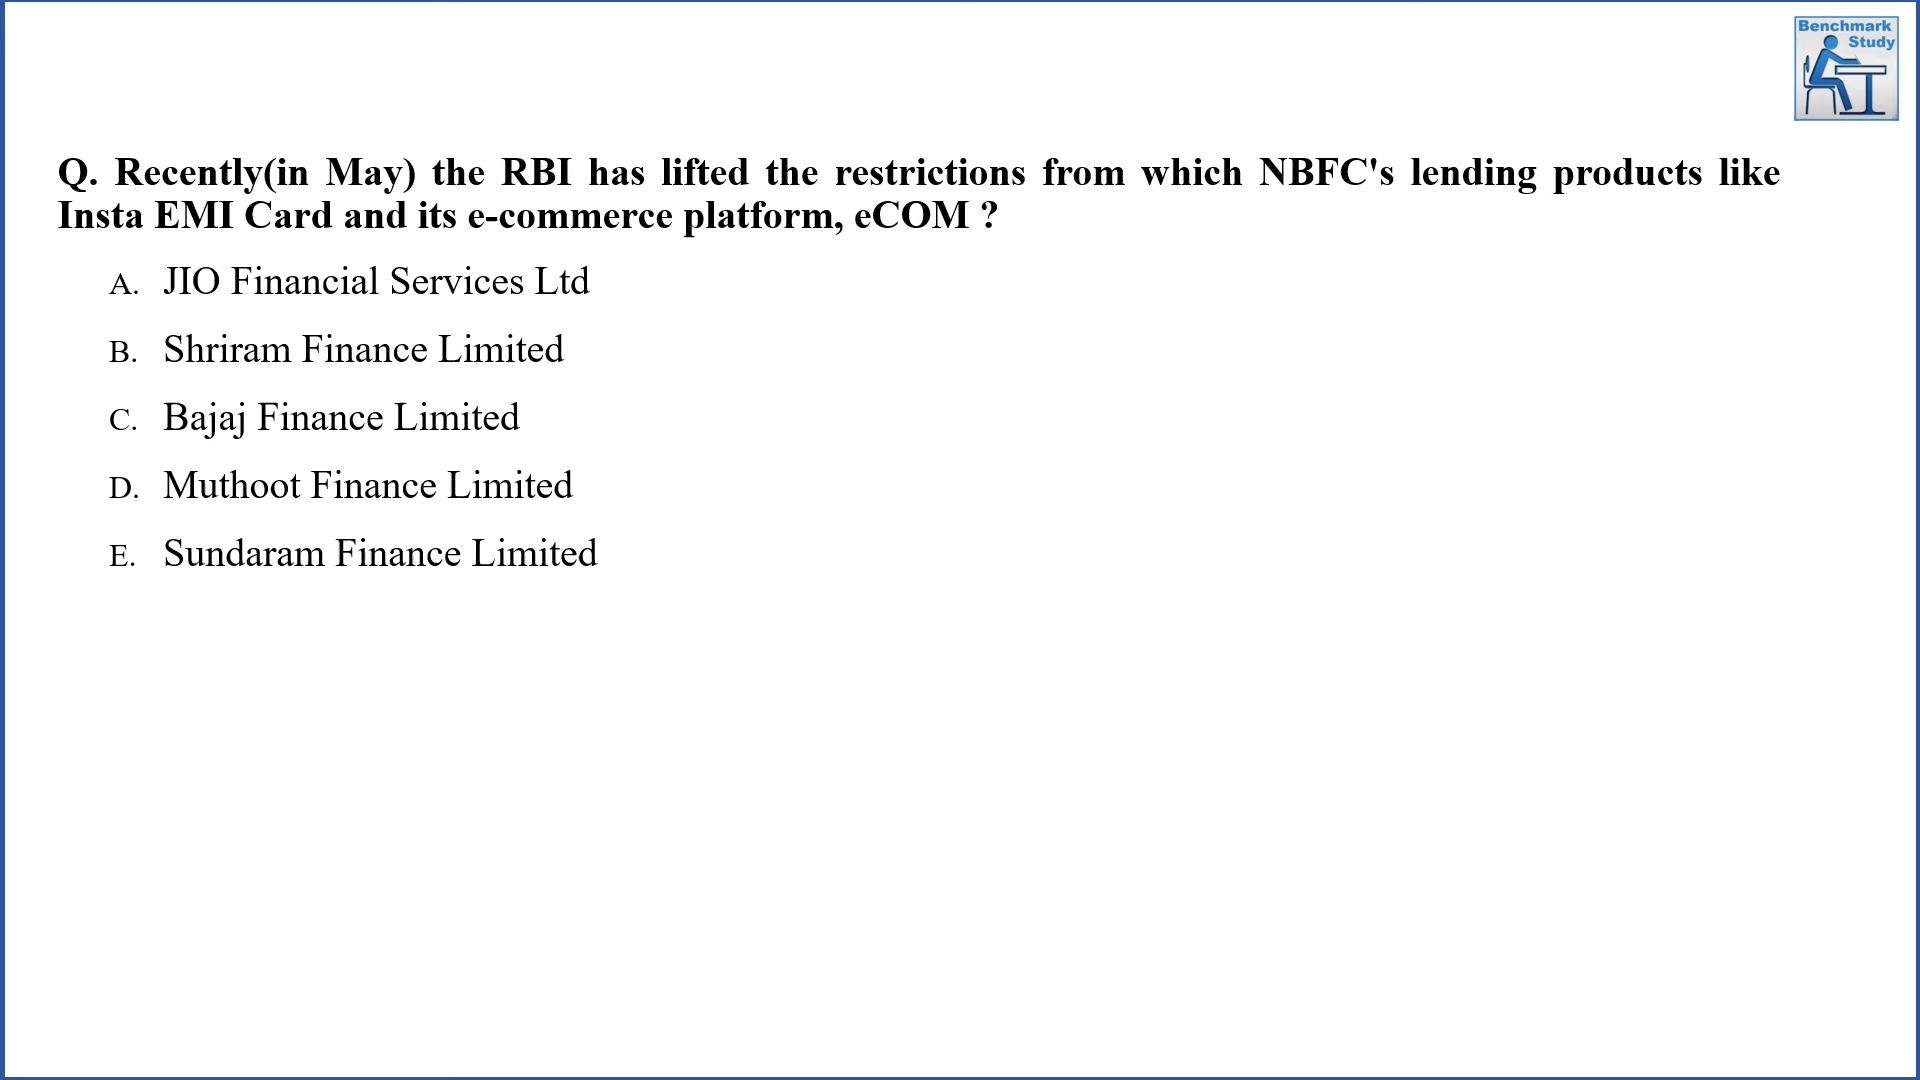 Benchmark
Study
Q. Recently(in May) the RBI has lifted the restrictions from which NBFC's lending products like
Insta EMI Card and its e-commerce platform, eCOM ?
A. JIO Financial Services Ltd
B. Shriram Finance Limited
C. Bajaj Finance Limited
D. Muthoot Finance Limited
E. Sundaram Finance Limited